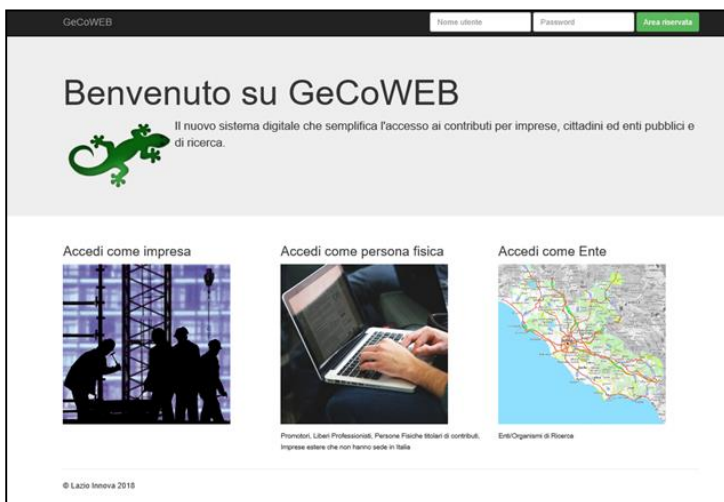 GeCoWEB
Nome utente
Password
Area riservata
Benvenuto su GeCoWEB
Il nuovo sistema digitale che semplifica l'accesso ai contributi per imprese, cittadini ed enti pubblici e
di ricerca.
Accedi come impresa
Accedi come persona fisica
Accedi come Ente
Promotori, Liberi Professionisti, Persone Fisiche titolari di contributi,
Imprese estere che non hanno sede in Italia
Enti/Organismi di Ricerca
© Lazio Innova 2018